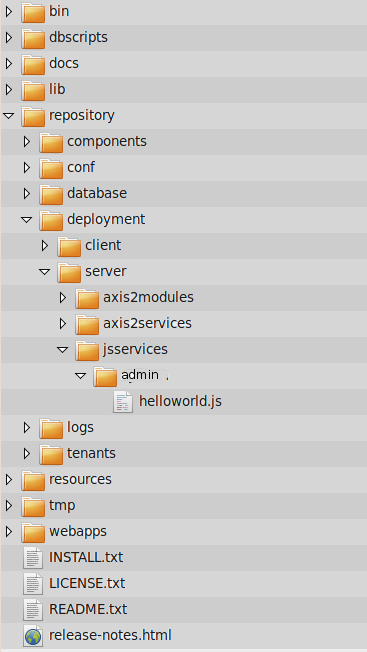 bin
dbscripts
docs
lib
repository
components
conf
database
deployment
client
server
axis2modules
axis2services
jsservices
admin
helloworld.js
logs
tenants
resources
tmp
webapps
INSTALL.txt
LICENSE.txt
README.txt
release-notes.html